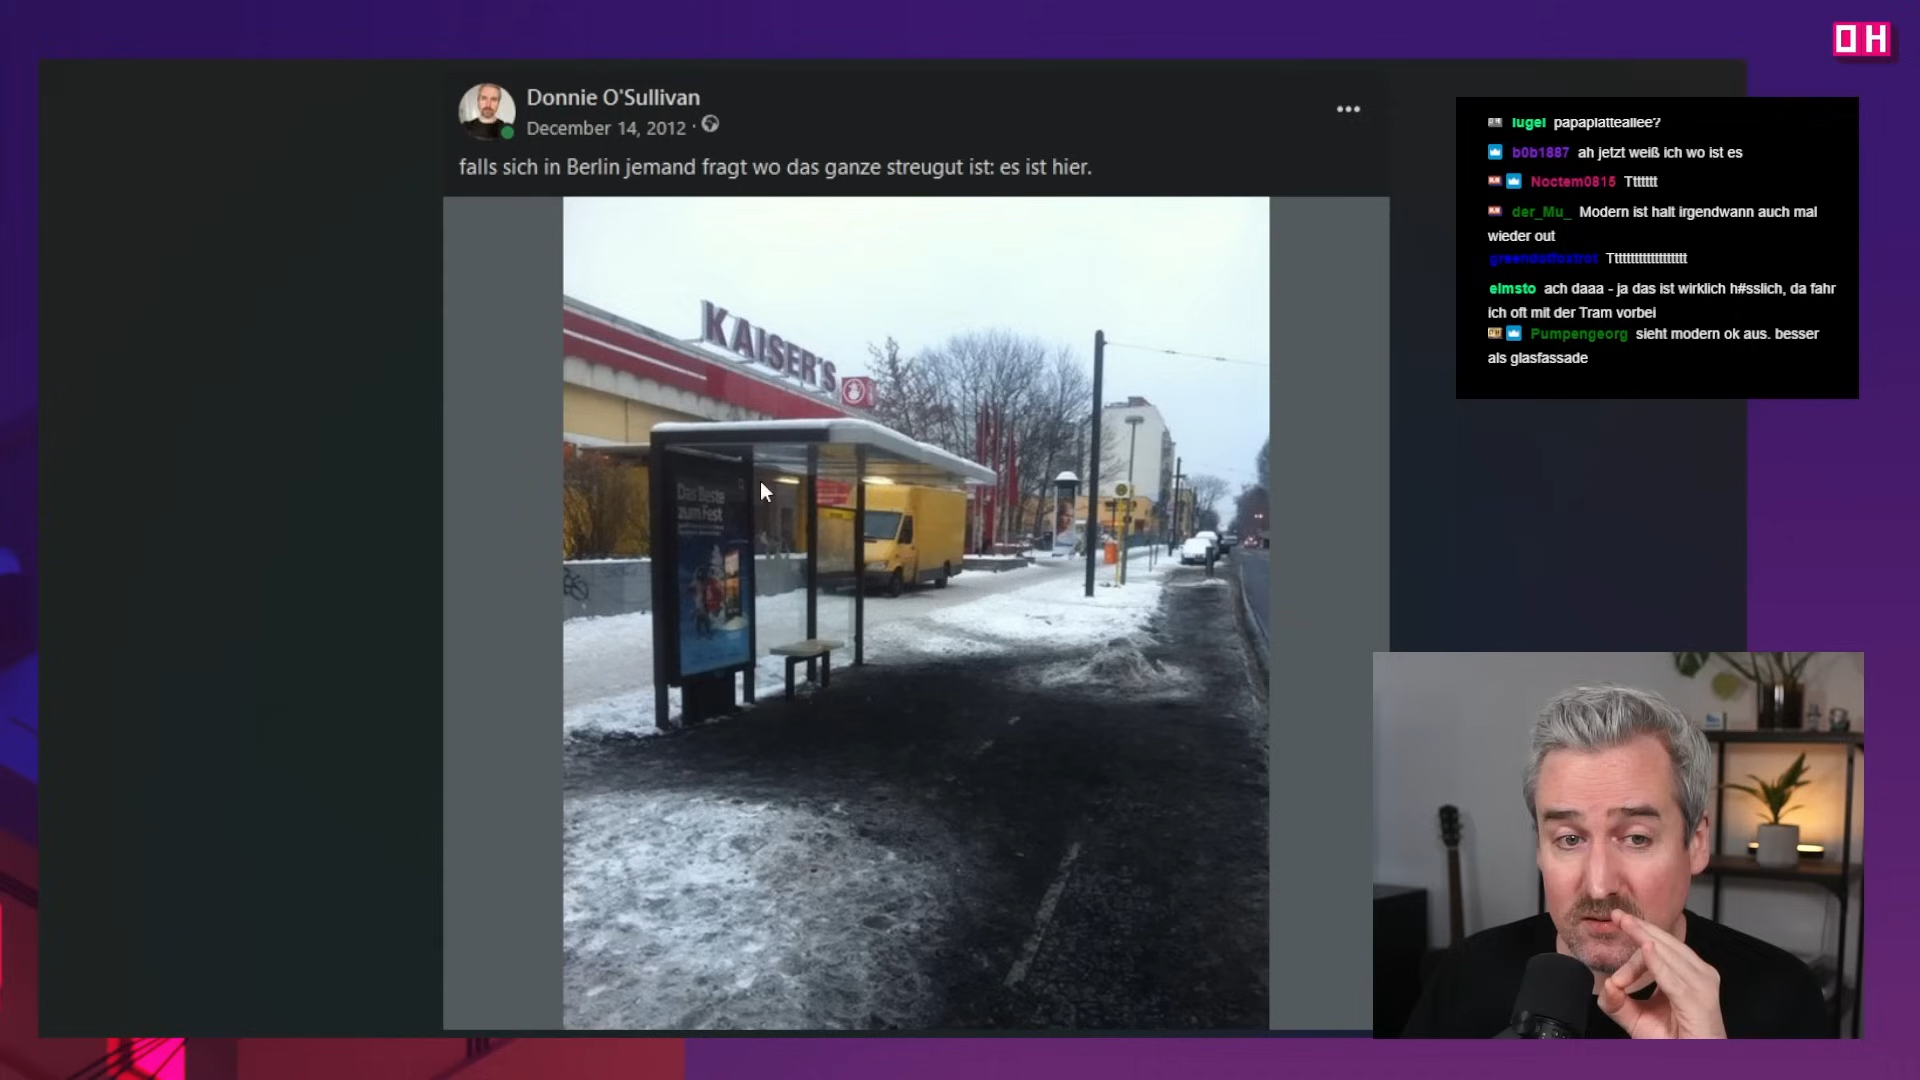 OH
Donnie O'Sullivan
December 14, 2012 ·
falls sich in Berlin jemand fragt wo das ganze streugut ist: es ist hier.
KAISER'S
Das Beste
zum Fest
lugel papaplatteallee?
b0b1887 ah jetzt weiß ich wo ist es
Noctem0815 Ttttttt
der_Mu_ Modern ist halt irgendwann auch mal
wieder out
greendotfoxtrot Tttttttttttttttttttt
elmsto ach daaa - ja das ist wirklich h#sslich, da fahr
ich oft mit der Tram vorbei
Pumpengeorg sieht modern ok aus. besser
als glasfassade